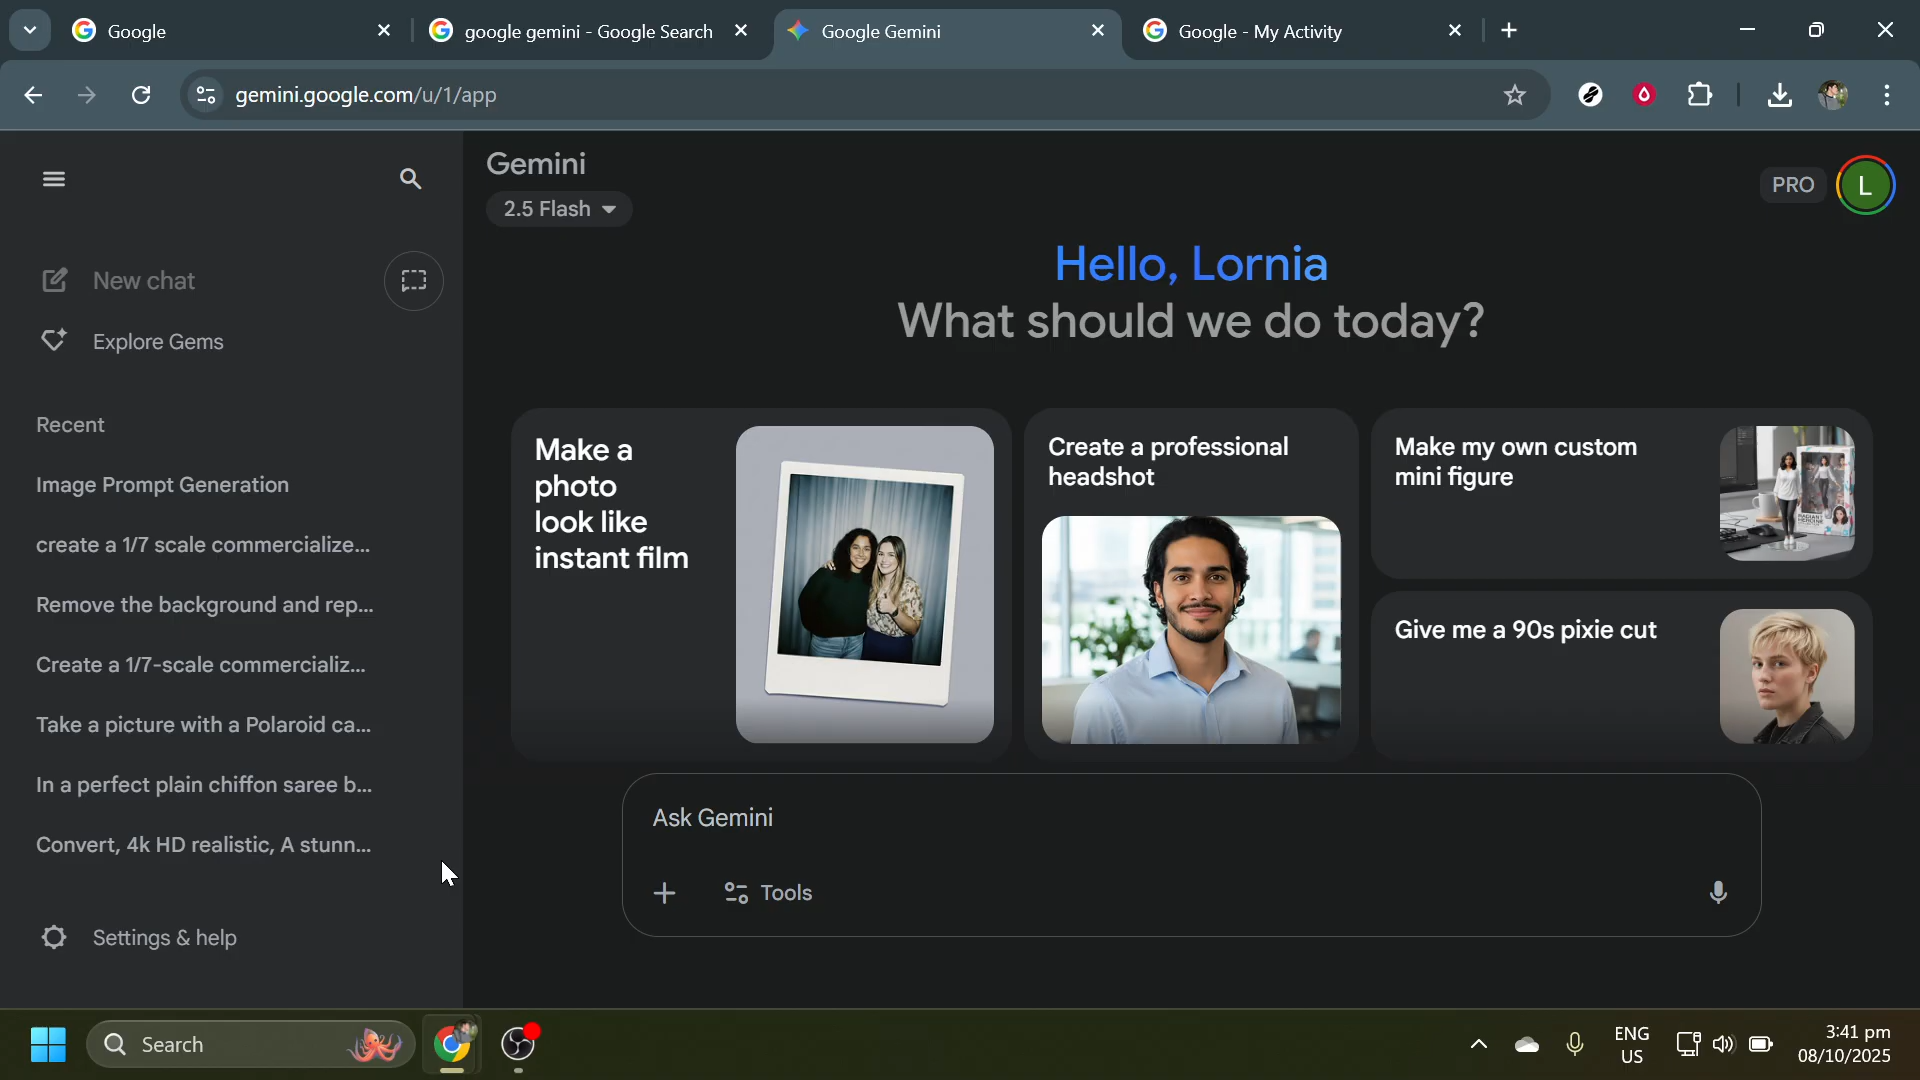 Google
google gemini - Google Search
Google Gemini
Google - My Activity
gemini.google.com/u/1/app
Gemini
2.5 Flash
PRO
L
New chat
Explore Gems
Recent
Image Prompt Generation
create a 1/7 scale commercialize...
Remove the background and rep...
Create a 1/7-scale commercializ...
Take a picture with a Polaroid ca...
In a perfect plain chiffon saree b...
Convert, 4k HD realistic, A stunn...
Settings & help
Hello, Lornia
What should we do today?
Make a
photo
look like
instant film
Create a professional
headshot
Make my own custom
mini figure
Give me a 90s pixie cut
Ask Gemini
Tools
Search
ENG
US
3:41 pm
08/10/2025